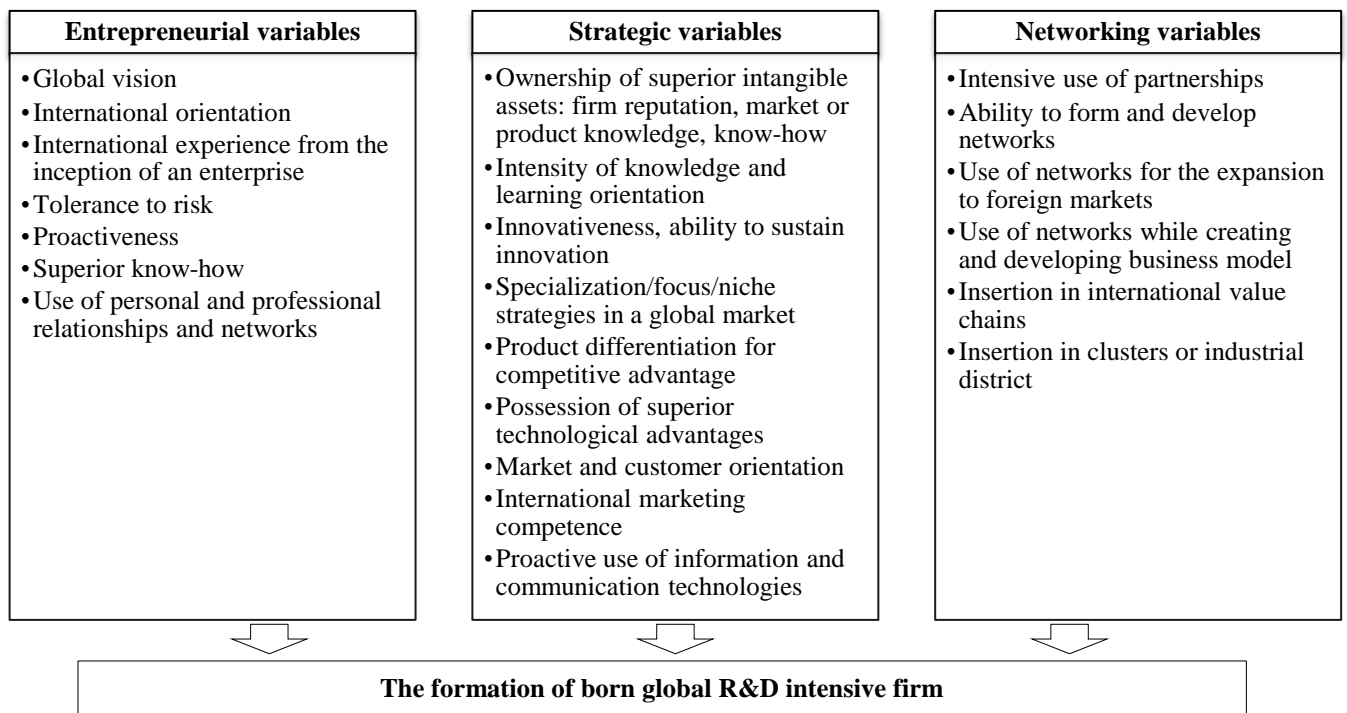 Entrepreneurial variables
•Global vision
•International orientation
•International experience from the
inception of an enterprise
•Tolerance to risk
•Proactiveness
•Superior know-how
•Use of personal and professional
relationships and networks
Strategic variables
•Ownership of superior intangible
assets: firm reputation, market or
product knowledge, know-how
•Intensity of knowledge and
learning orientation
•Innovativeness, ability to sustain
innovation
•Specialization/focus/niche
strategies in a global market
•Product differentiation for
competitive advantage
•Possession of superior
technological advantages
•Market and customer orientation
•International marketing
competence
•Proactive use of information and
communication technologies
Networking variables
•Intensive use of partnerships
•Ability to form and develop
networks
•Use of networks for the expansion
to foreign markets
•Use of networks while creating
and developing business model
•Insertion in international value
chains
•Insertion in clusters or industrial
district
The formation of born global R&D intensive firm